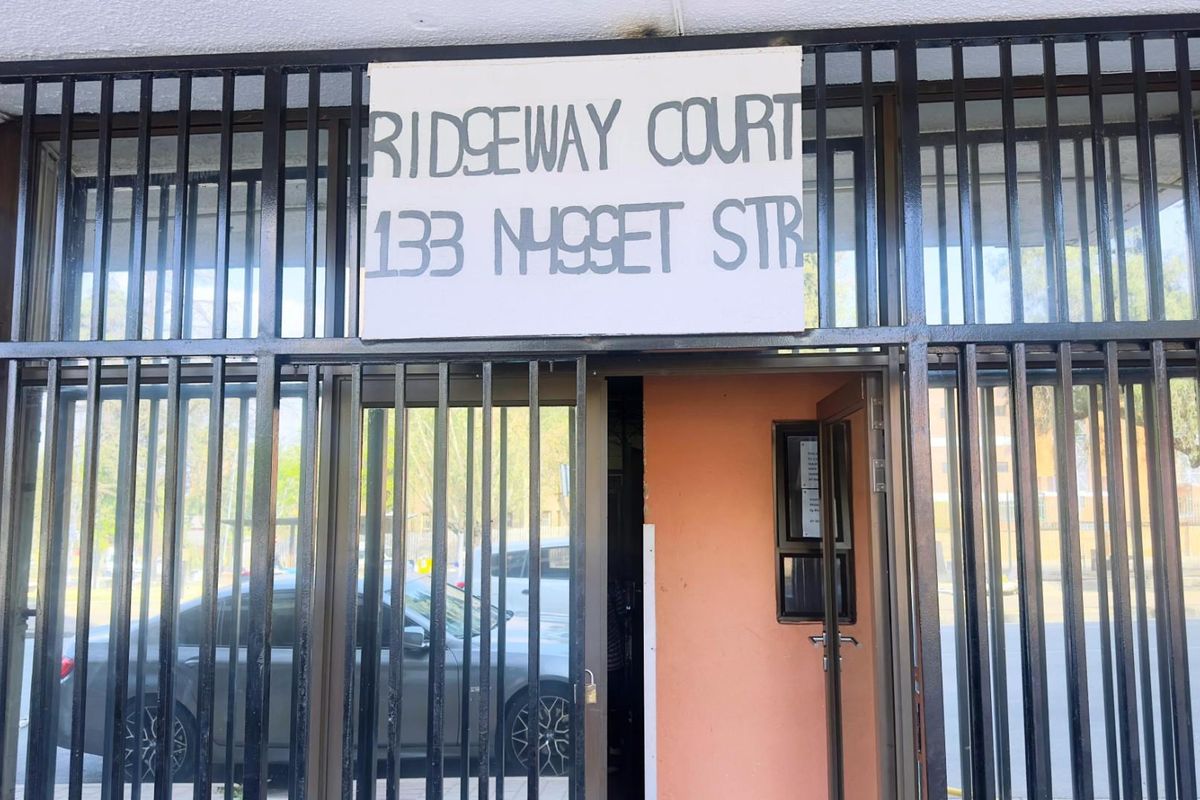 RIDGEWAY COURT
133 NUGGET STR